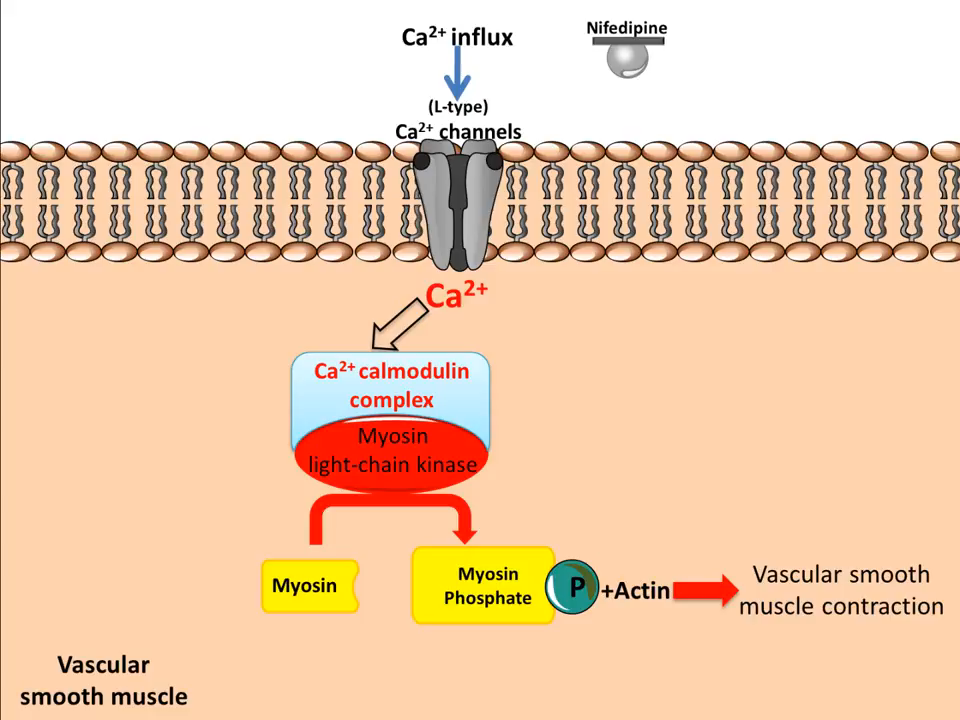 Ca²⁺ influx
Nifedipine
(L-type)
Ca²⁺ channels
Ca²⁺
Ca²⁺ calmodulin
complex
Myosin
light-chain kinase
Myosin
Myosin
Phosphate
P
+Actin
Vascular smooth
muscle contraction
Vascular
smooth muscle